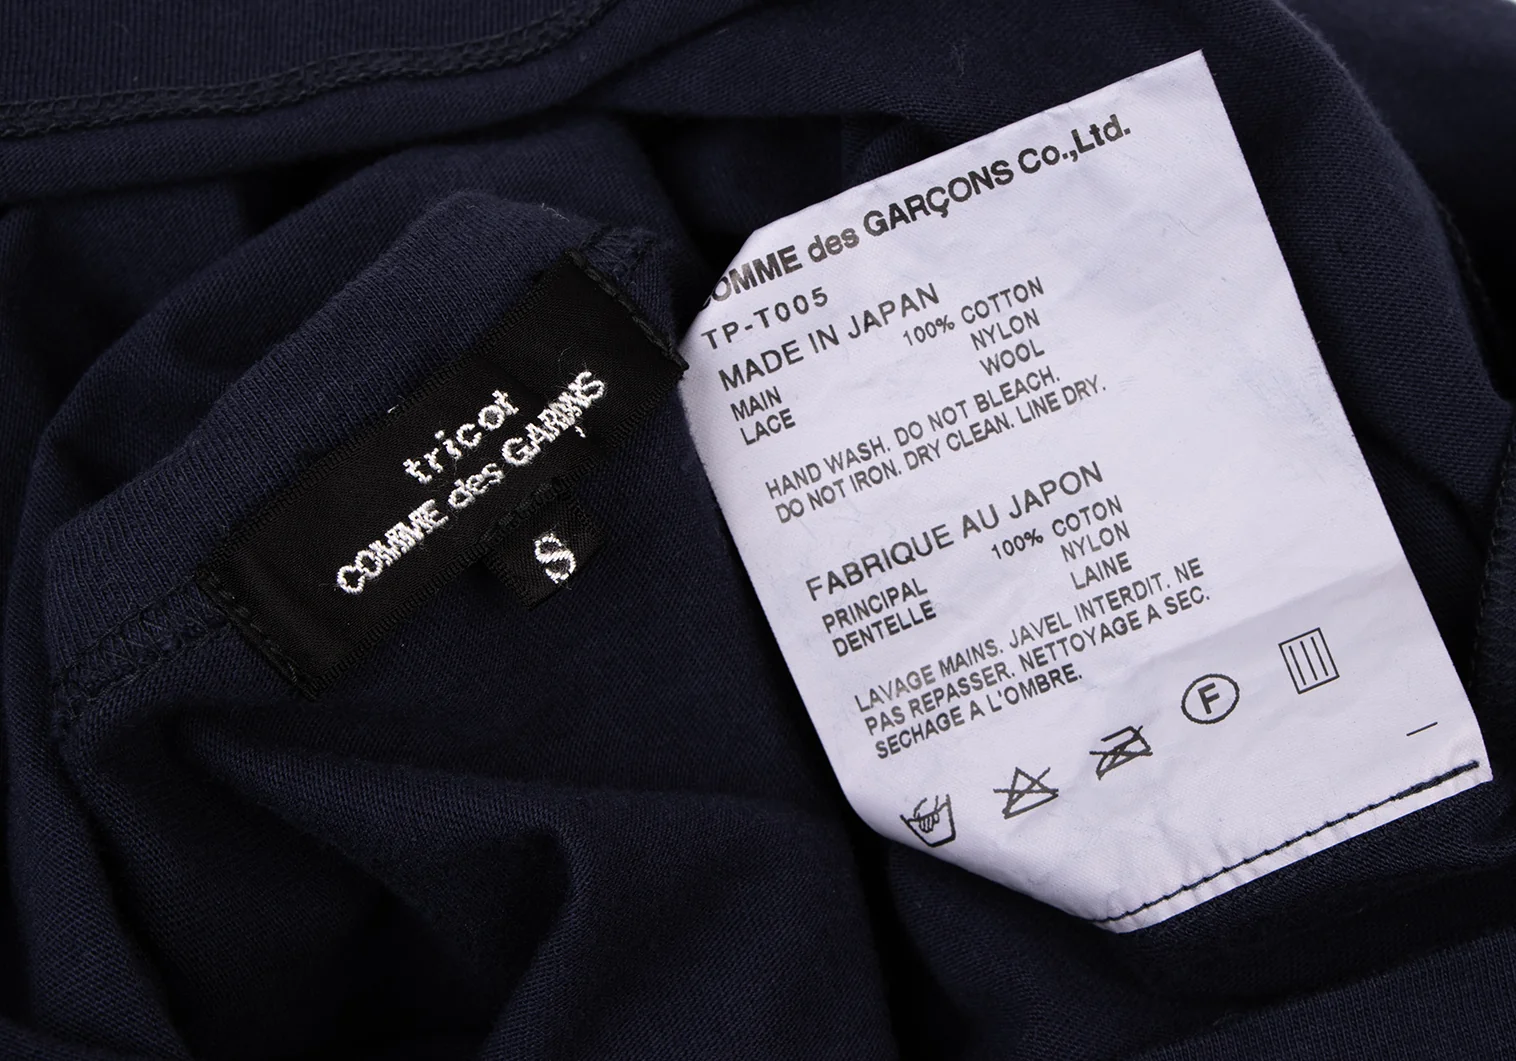 tricot
COMME des GARÇONS
S
COMME des GARÇONS Co.,Ltd.
TP-T005
MADE IN JAPAN
MAIN 100% COTTON
LACE NYLON
WOOL
HAND WASH. DO NOT BLEACH.
DO NOT IRON. DRY CLEAN. LINE DRY.
FABRIQUE AU JAPON
PRINCIPAL 100% COTON
DENTELLE NYLON
LAINE
LAVAGE MAINS. JAVEL INTERDIT. NE
PAS REPASSER. NETTOYAGE A SEC.
SECHAGE A L'OMBRE.
F